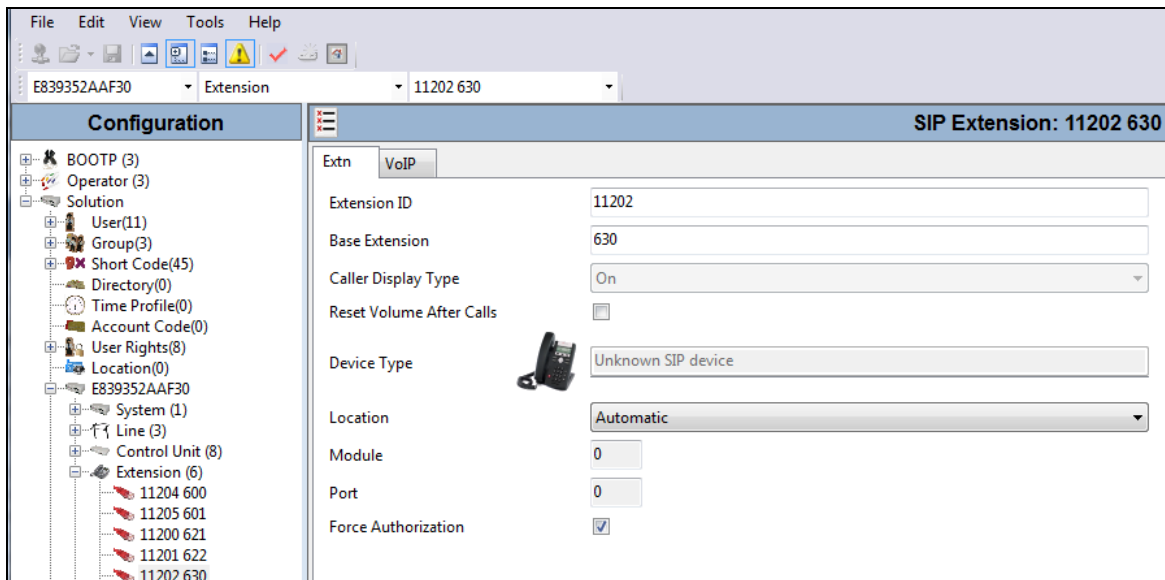 File Edit View Tools Help
E839352AAF30 Extension 11202 630
Configuration
SIP Extension: 11202 630
BOOTP (3)
Operator (3)
Solution
User(11)
Group(3)
Short Code(45)
Directory(0)
Time Profile(0)
Account Code(0)
User Rights(8)
Location(0)
E839352AAF30
System (1)
Line (3)
Control Unit (8)
Extension (6)
11204 600
11205 601
11200 621
11201 622
11202 630
Extn VoIP
Extension ID 11202
Base Extension 630
Caller Display Type On
Reset Volume After Calls
Device Type Unknown SIP device
Location Automatic
Module 0
Port 0
Force Authorization